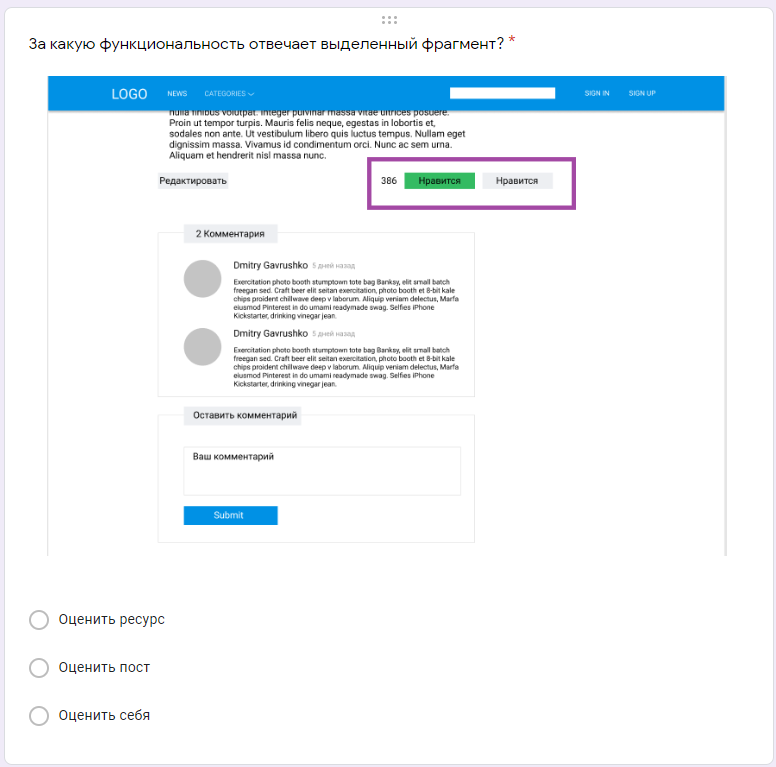 За какую функциональность отвечает выделенный фрагмент? *
LOGO NEWS CATEGORIES SIGN IN SIGN UP
nulla finibus volutpat. Integer pulvinar massa vitae ultrices posuere.
Proin ut tempor turpis. Mauris felis neque, egestas in lobortis et,
sodales non ante. Ut vestibulum libero quis luctus tempus. Nullam eget
dignissim massa. Vivamus id condimentum orci. Nunc ac sem urna.
Aliquam et hendrerit nisl massa nunc.
Редактировать 386 Нравится Нравится
2 Комментария
Dmitry Gavrushko 5 дней назад
Exercitation photo booth stumptown tote bag Banksy, elit small batch
freegan sed. Craft beer elit seitan exercitation, photo booth et 8-bit kale
chips proident chillwave deep v laborum. Aliquip veniam delectus, Marfa
eiusmod Pinterest in do umami readymade swag. Selfies iPhone
Kickstarter, drinking vinegar jean.
Dmitry Gavrushko 5 дней назад
Exercitation photo booth stumptown tote bag Banksy, elit small batch
freegan sed. Craft beer elit seitan exercitation, photo booth et 8-bit kale
chips proident chillwave deep v laborum. Aliquip veniam delectus, Marfa
eiusmod Pinterest in do umami readymade swag. Selfies iPhone
Kickstarter, drinking vinegar jean.
Оставить комментарий
Ваш комментарий
Submit
Оценить ресурс
Оценить пост
Оценить себя